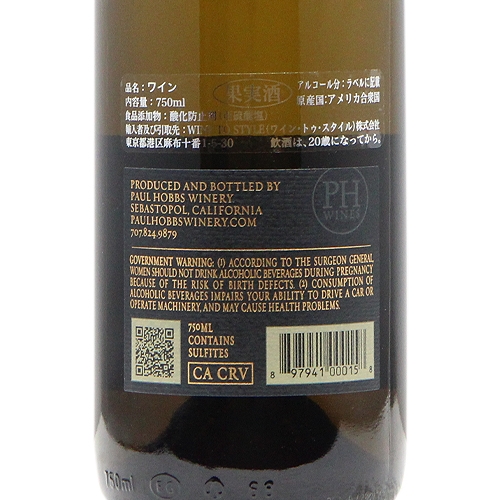 品名：ワイン
果実酒
アルコール分：ラベルに記載
内容量：750ml
原産国：アメリカ合衆国
食品添加物：酸化防止剤
輸入者及び引取先：WINE TO STYLE（ワイン・トゥ・スタイル）株式会社
東京都港区麻布十番1-5-30
飲酒は、20歳になってから。
PRODUCED AND BOTTLED BY
PAUL HOBBS WINERY
SEBASTOPOL, CALIFORNIA
PAULHOBBSWINERY.COM
707.824.9879
PH
WINES
GOVERNMENT WARNING: (1) ACCORDING TO THE SURGEON GENERAL
WOMEN SHOULD NOT DRINK ALCOHOLIC BEVERAGES DURING PREGNANCY
BECAUSE OF THE RISK OF BIRTH DEFECTS. (2) CONSUMPTION OF
ALCOHOLIC BEVERAGES IMPAIRS YOUR ABILITY TO DRIVE A CAR OR
OPERATE MACHINERY, AND MAY CAUSE HEALTH PROBLEMS.
750ML
CONTAINS
SULFITES
CA CRV
8 97941 00015 8